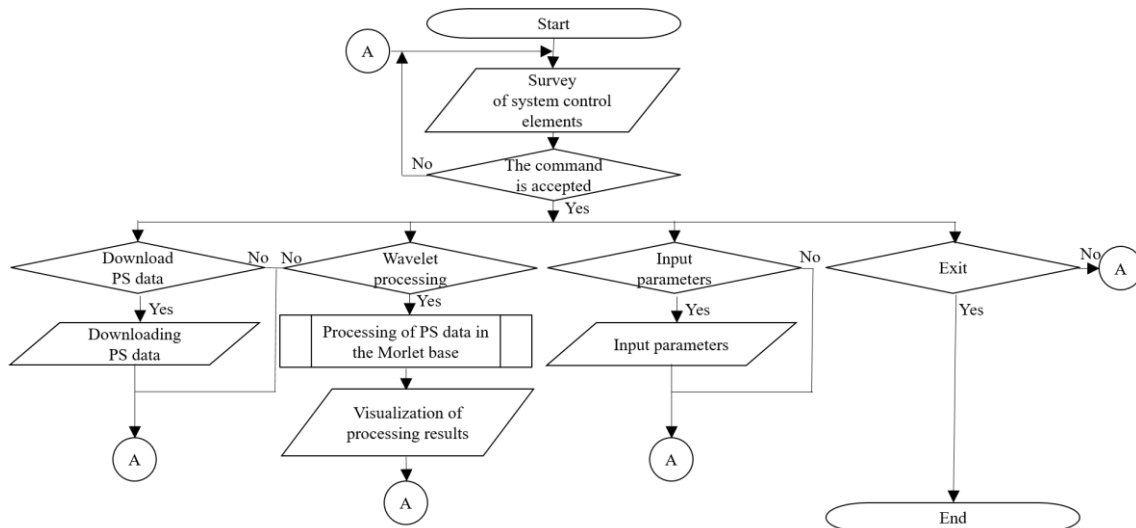 Start
A
Survey
of system control
elements
No
The command
is accepted
Yes
Download
PS data
No
No
Wavelet
processing
Input
parameters
No
Exit
No
A
Yes
Yes
Yes
Yes
Downloading
PS data
Processing of PS data in
the Morlet base
Input parameters
Visualization of
processing results
A
A
A
End